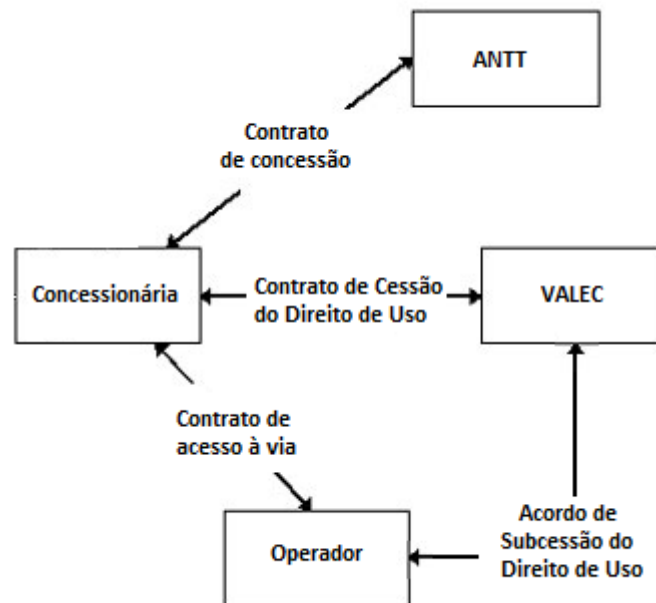 ANTT
Contrato
de concessão
Concessionária
Contrato de Cessão
do Direito de Uso
VALEC
Contrato de
acesso à via
Operador
Acordo de
Subcessão do
Direito de Uso